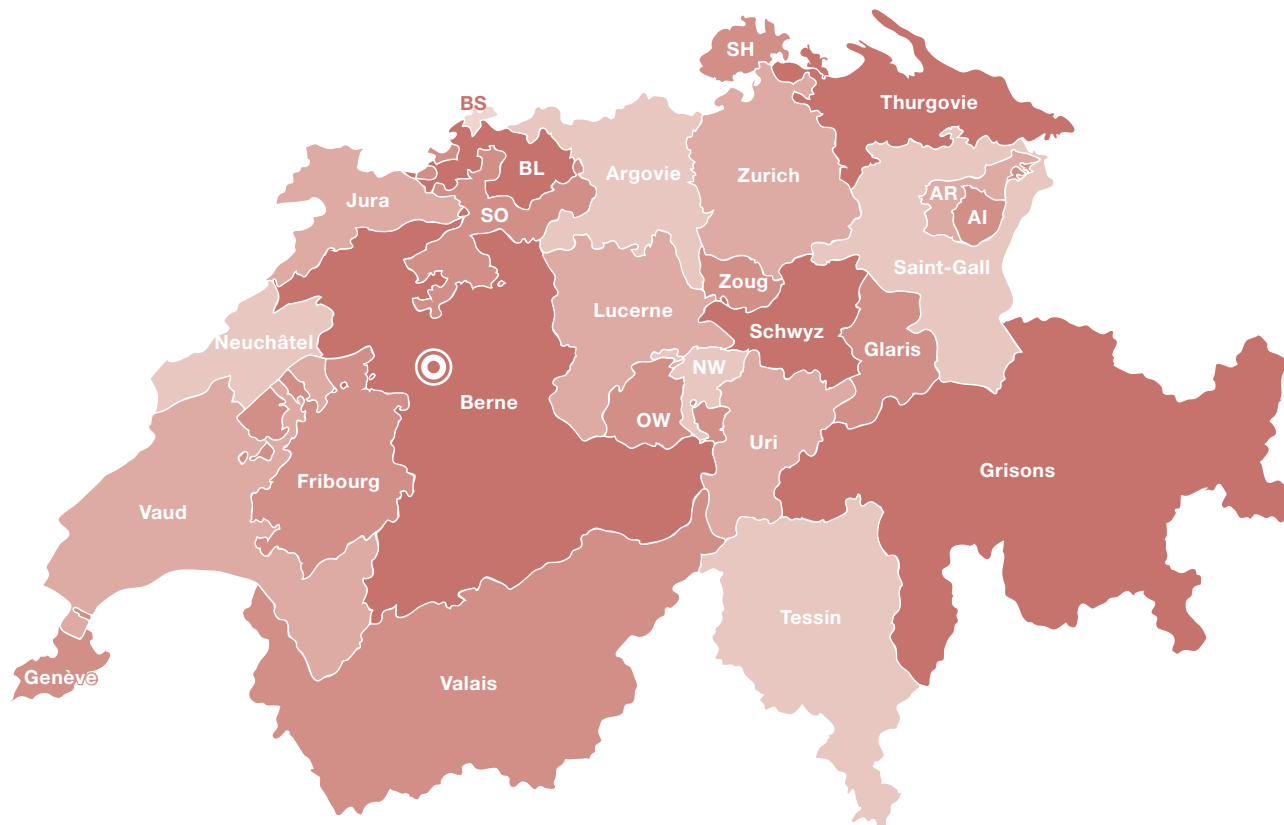 SH
BS
Thurgovie
BL
Argovie
Zurich
Jura
AR
SO
AI
Saint-Gall
Zoug
Lucerne
Schwyz
Neuchâtel
Glaris
NW
Berne
OW
Uri
Grisons
Fribourg
Vaud
Tessin
Genève
Valais